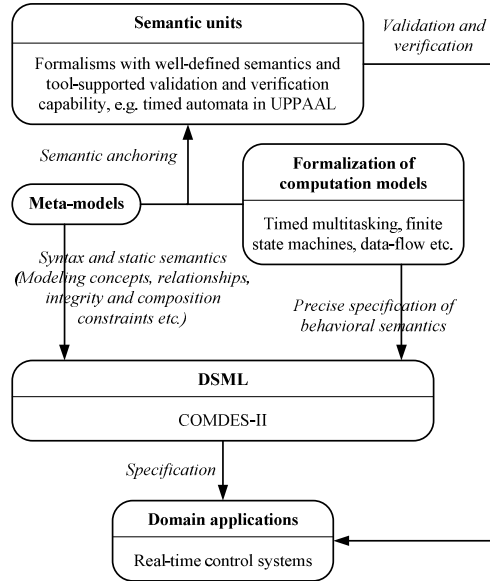 Semantic units
Validation and
verification
Formalisms with well-defined semantics and
tool-supported validation and verification
capability, e.g. timed automata in UPPAAL
Semantic anchoring
Formalization of
computation models
Meta-models
Timed multitasking, finite
state machines, data-flow etc.
Syntax and static semantics
(Modeling concepts, relationships,
integrity and composition
constraints etc.)
Precise specification of
behavioral semantics
DSML
COMDES-II
Specification
Domain applications
Real-time control systems